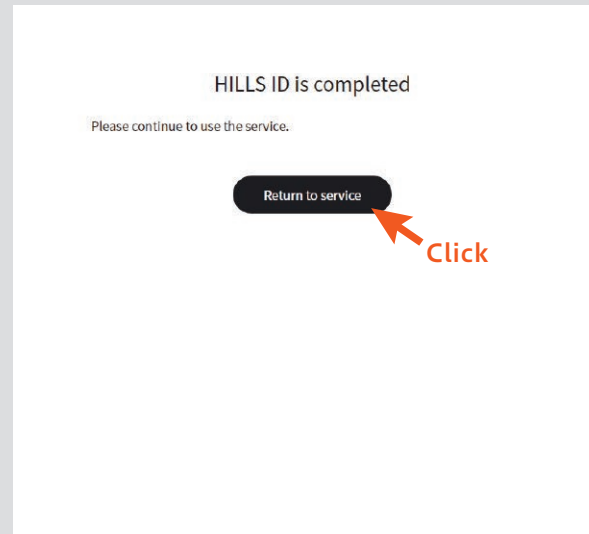 HILLS ID is completed
Please continue to use the service.
Return to service
Click